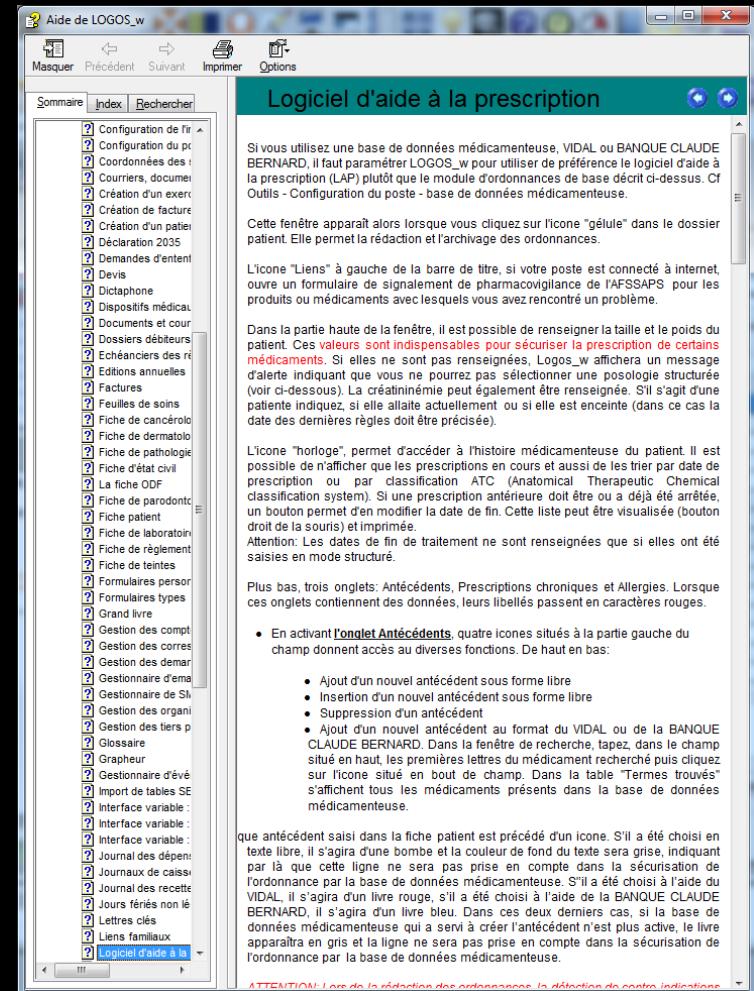 Aide de LOGOS_w
Masquer Précédent Suivant Imprimer Options
Sommaire Index Rechercher
Configuration de l'ir
Configuration du po
Coordonnées des s
Courriers, documer
Création d'un exerc
Création de facture
Création d'un patier
Déclaration 2035
Demandes d'entent
Devis
Dictaphone
Dispositifs médicau
Documents et cour
Dossiers débiteurs
Echéanciers des rè
Editions annuelles
Factures
Feuilles de soins
Fiche de cancérolo
Fiche de dermatolo
Fiche de pathologie
Fiche d'état civil
La fiche ODF
Fiche de parodontc
Fiche patient
Fiche de laboratoire
Fiche de règlement
Fiche de teintes
Formulaires person
Formulaires types
Grand livre
Gestion des compt
Gestion des corres
Gestion des demar
Gestionnaire d'ema
Gestionnaire de SM
Gestion des organi
Gestion des tiers p
Glossaire
Grapheur
Gestionnaire d'évé
Import de tables SE
Interface variable :
Interface variable :
Interface variable :
Journal des dépens
Journaux de caisse
Journal des recette
Jours fériés non lé
Lettres clés
Liens familiaux
Logiciel d'aide à la
Logiciel d'aide à la prescription
Si vous utilisez une base de données médicamenteuse, VIDAL ou BANQUE CLAUDE
BERNARD, il faut paramétrer LOGOS_w pour utiliser de préférence le logiciel d'aide à
la prescription (LAP) plutôt que le module d'ordonnances de base décrit ci-dessus. Cf
Outils - Configuration du poste - base de données médicamenteuse.
Cette fenêtre apparaît alors lorsque vous cliquez sur l'icone "gélule" dans le dossier
patient. Elle permet la rédaction et l'archivage des ordonnances.
L'icone "Liens" à gauche de la barre de titre, si votre poste est connecté à internet,
ouvre un formulaire de signalement de pharmacovigilance de l'AFSSAPS pour les
produits ou médicaments avec lesquels vous avez rencontré un problème.
Dans la partie haute de la fenêtre, il est possible de renseigner la taille et le poids du
patient. Ces valeurs sont indispensables pour sécuriser la prescription de certains
médicaments. Si elles ne sont pas renseignées, Logos_w affichera un message
d'alerte indiquant que vous ne pourrez pas sélectionner une posologie structurée
(voir ci-dessous). La créatininémie peut également être renseignée. S'il s'agit d'une
patiente indiquez, si elle allaite actuellement ou si elle est enceinte (dans ce cas la
date des dernières règles doit être précisée).
L'icone "horloge", permet d'accéder à l'histoire médicamenteuse du patient. Il est
possible de n'afficher que les prescriptions en cours et aussi de les trier par date de
prescription ou par classification ATC (Anatomical Therapeutic Chemical
classification system). Si une prescription antérieure doit être ou a déjà été arrêtée,
un bouton permet d'en modifier la date de fin. Cette liste peut être visualisée (bouton
droit de la souris) et imprimée.
Attention: Les dates de fin de traitement ne sont renseignées que si elles ont été
saisies en mode structuré.
Plus bas, trois onglets: Antécédents, Prescriptions chroniques et Allergies. Lorsque
ces onglets contiennent des données, leurs libellés passent en caractères rouges.
• En activant l'onglet Antécédents, quatre icones situés à la partie gauche du
champ donnent accès au diverses fonctions. De haut en bas:
• Ajout d'un nouvel antécédent sous forme libre
• Insertion d'un nouvel antécédent sous forme libre
• Suppression d'un antécédent
• Ajout d'un nouvel antécédent au format du VIDAL ou de la BANQUE
CLAUDE BERNARD. Dans la fenêtre de recherche, tapez, dans le champ
situé en haut, les premières lettres du médicament recherché puis cliquez
sur l'icone situé en bout de champ. Dans la table "Termes trouvés"
s'affichent tous les médicaments présents dans la base de données
médicamenteuse.
que antécédent saisi dans la fiche patient est précédé d'un icone. S'il a été choisi en
texte libre, il s'agira d'une bombe et la couleur de fond du texte sera grise, indiquant
par là que cette ligne ne sera pas prise en compte dans la sécurisation de
l'ordonnance par la base de données médicamenteuse. S"il a été choisi à l'aide du
VIDAL, il s'agira d'un livre rouge, s'il a été choisi à l'aide de la BANQUE CLAUDE
BERNARD, il s'agira d'un livre bleu. Dans ces deux derniers cas, si la base de
données médicamenteuse qui a servi à créer l'antécédent n'est plus active, le livre
apparaîtra en gris et la ligne ne sera pas prise en compte dans la sécurisation de
l'ordonnance par la base de données médicamenteuse.
ATTENTION: Lors de la rédaction des ordonnances, la détection de contre indications